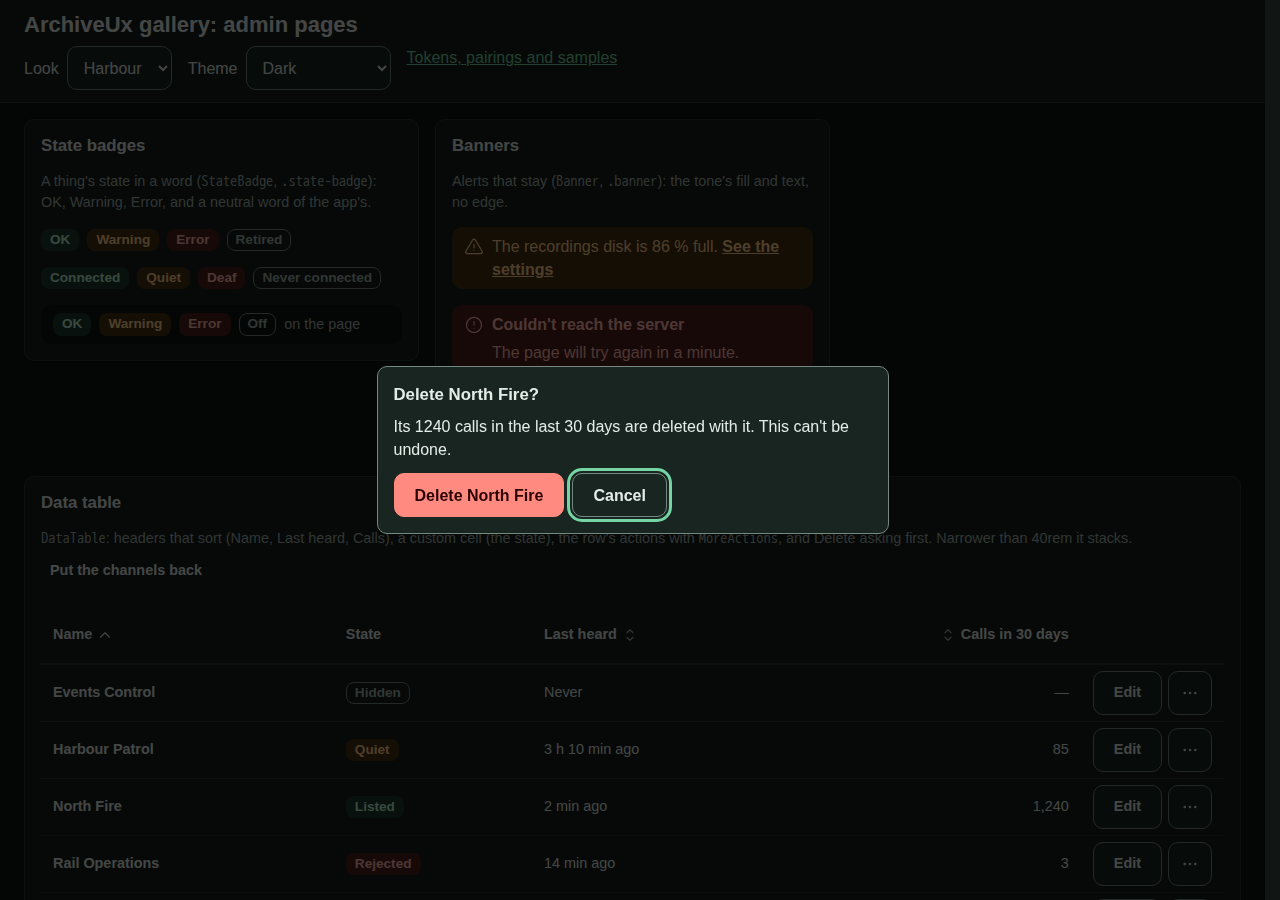 ArchiveUx gallery: admin pages
Look Harbour Theme Dark Tokens, pairings and samples
State badges
A thing's state in a word (StateBadge, .state-badge):
OK, Warning, Error, and a neutral word of the app's.
OK Warning Error Retired
Connected Quiet Deaf Never connected
OK Warning Error Off on the page
Banners
Alerts that stay (Banner, .banner): the tone's fill and text,
no edge.
The recordings disk is 86 % full. See the
settings
Couldn't reach the server
The page will try again in a minute.
Delete North Fire?
Its 1240 calls in the last 30 days are deleted with it. This can't be
undone.
Delete North Fire Cancel
Data table
DataTable: headers that sort (Name, Last heard, Calls), a custom cell (the state), the row's actions with MoreActions, and Delete asking first. Narrower than 40rem it stacks.
Put the channels back
Name State Last heard Calls in 30 days
Events Control Hidden Never — Edit ···
Harbour Patrol Quiet 3 h 10 min ago 85 Edit ···
North Fire Listed 2 min ago 1,240 Edit ···
Rail Operations Rejected 14 min ago 3 Edit ···